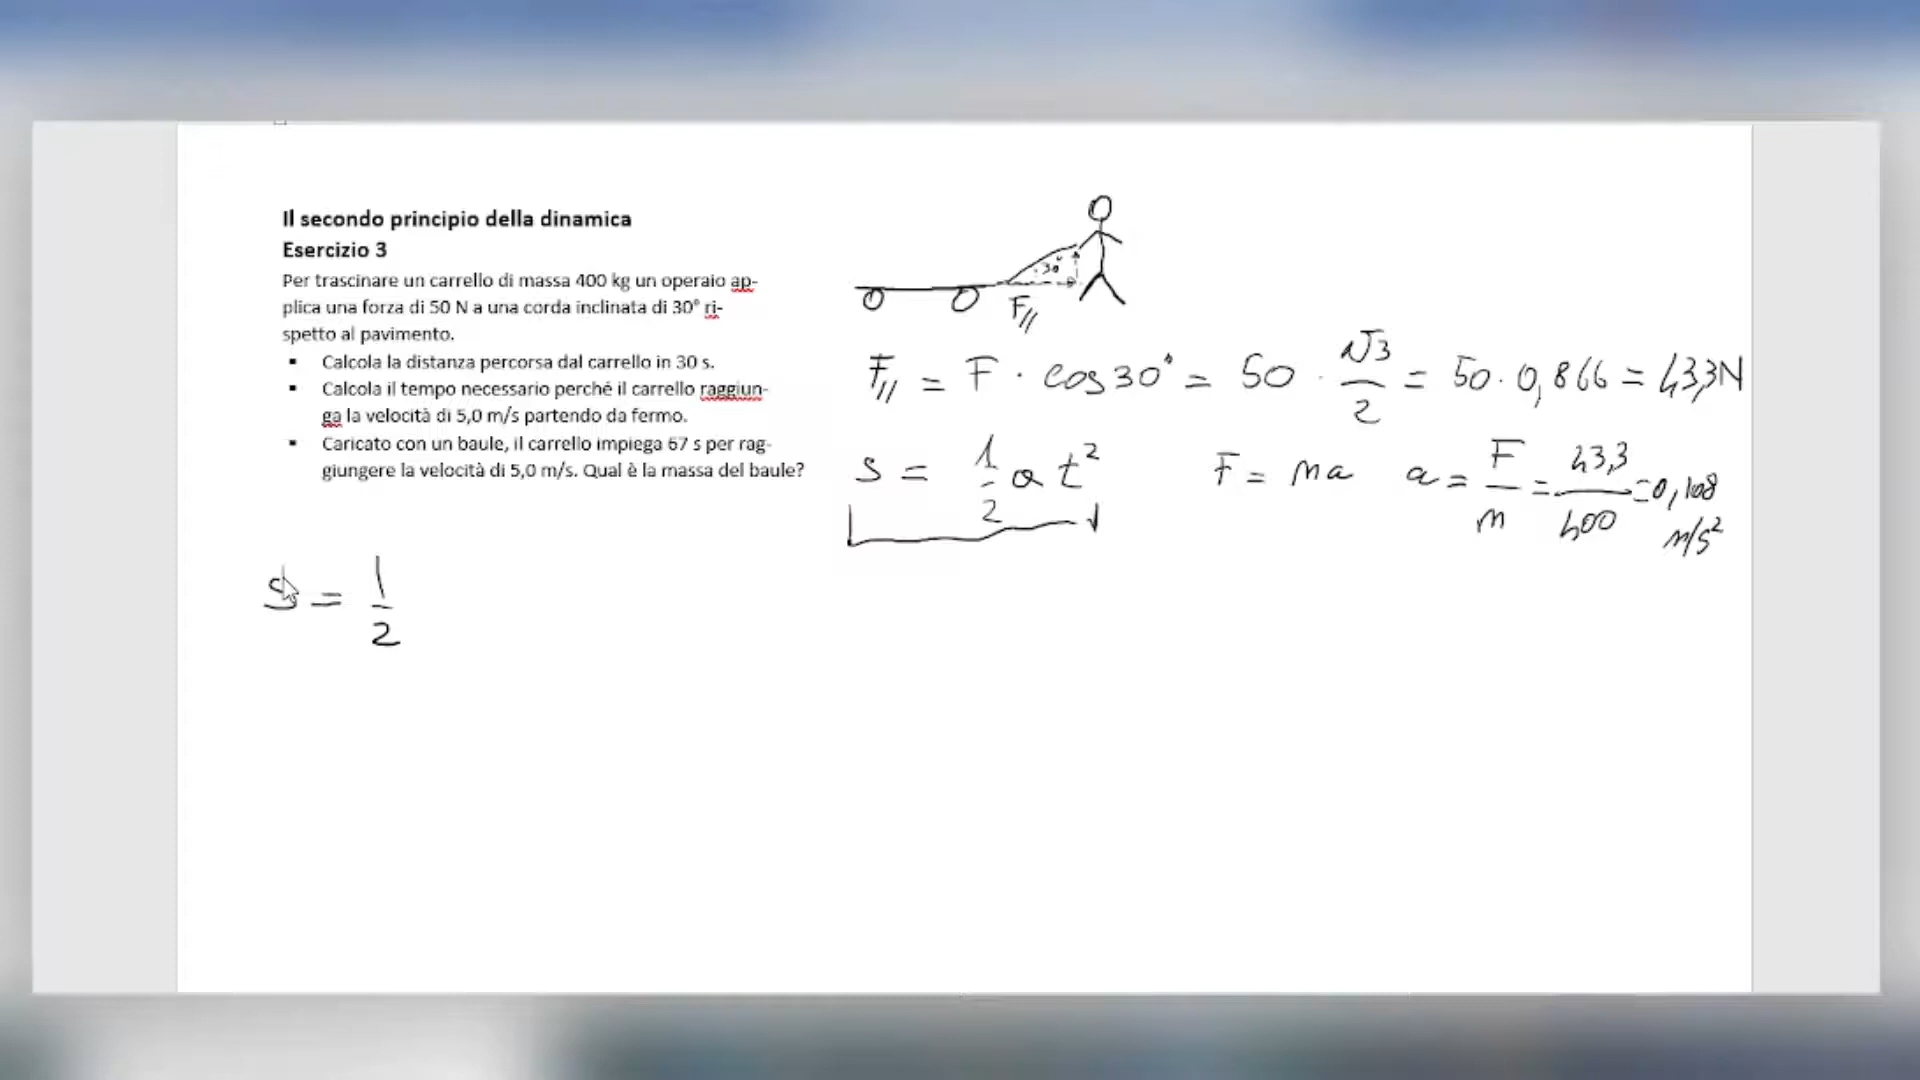 Il secondo principio della dinamica
Esercizio 3
Per trascinare un carrello di massa 400 kg un operaio ap-
plica una forza di 50 N a una corda inclinata di 30° ri-
spetto al pavimento.
▪ Calcola la distanza percorsa dal carrello in 30 s.
▪ Calcola il tempo necessario perché il carrello raggiun-
ga la velocità di 5,0 m/s partendo da fermo.
▪ Caricato con un baule, il carrello impiega 67 s per rag-
giungere la velocità di 5,0 m/s. Qual è la massa del baule?
30°
F//
F// = F · cos30° = 50 · √3/2 = 50 · 0,866 = 43,3N
s = 1/2 a t² F = ma a = F/m = 43,3/400 = 0,108 m/s²
s = 1/2